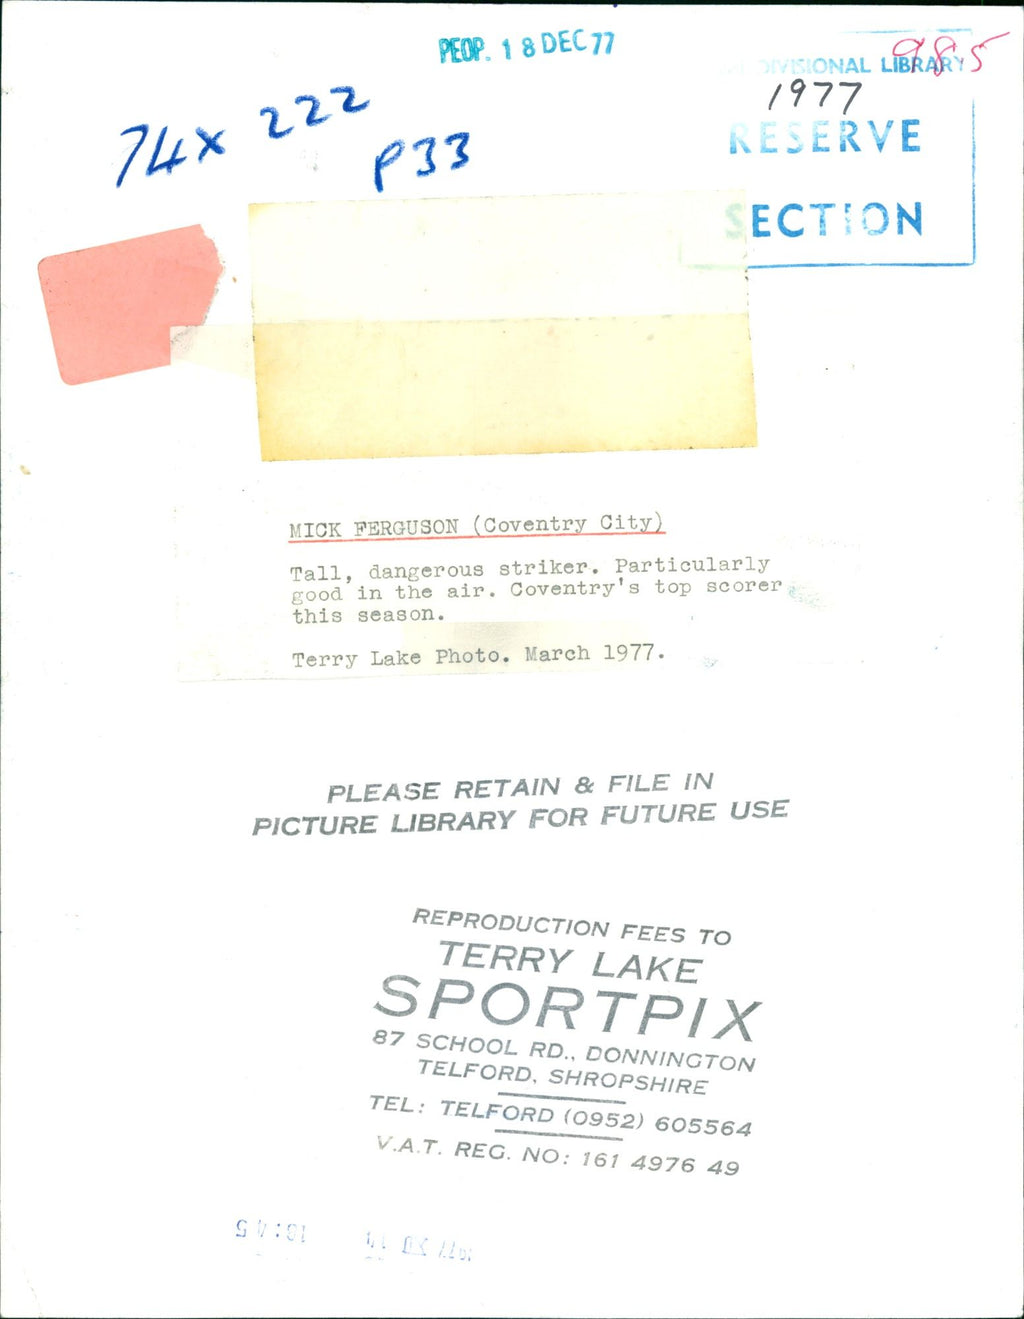 PEOP. 18 DEC 77
985
DIVISIONAL LIBRARY
1977
RESERVE
SECTION
74x 222
P33
MICK FERGUSON (Coventry City)
Tall, dangerous striker. Particularly
good in the air. Coventry's top scorer
this season.
Terry Lake Photo. March 1977.
PLEASE RETAIN & FILE IN
PICTURE LIBRARY FOR FUTURE USE
REPRODUCTION FEES TO
TERRY LAKE
SPORTPIX
87 SCHOOL RD., DONNINGTON
TELFORD, SHROPSHIRE
TEL: TELFORD (0952) 605564
V.A.T. REG. NO: 161 4976 49